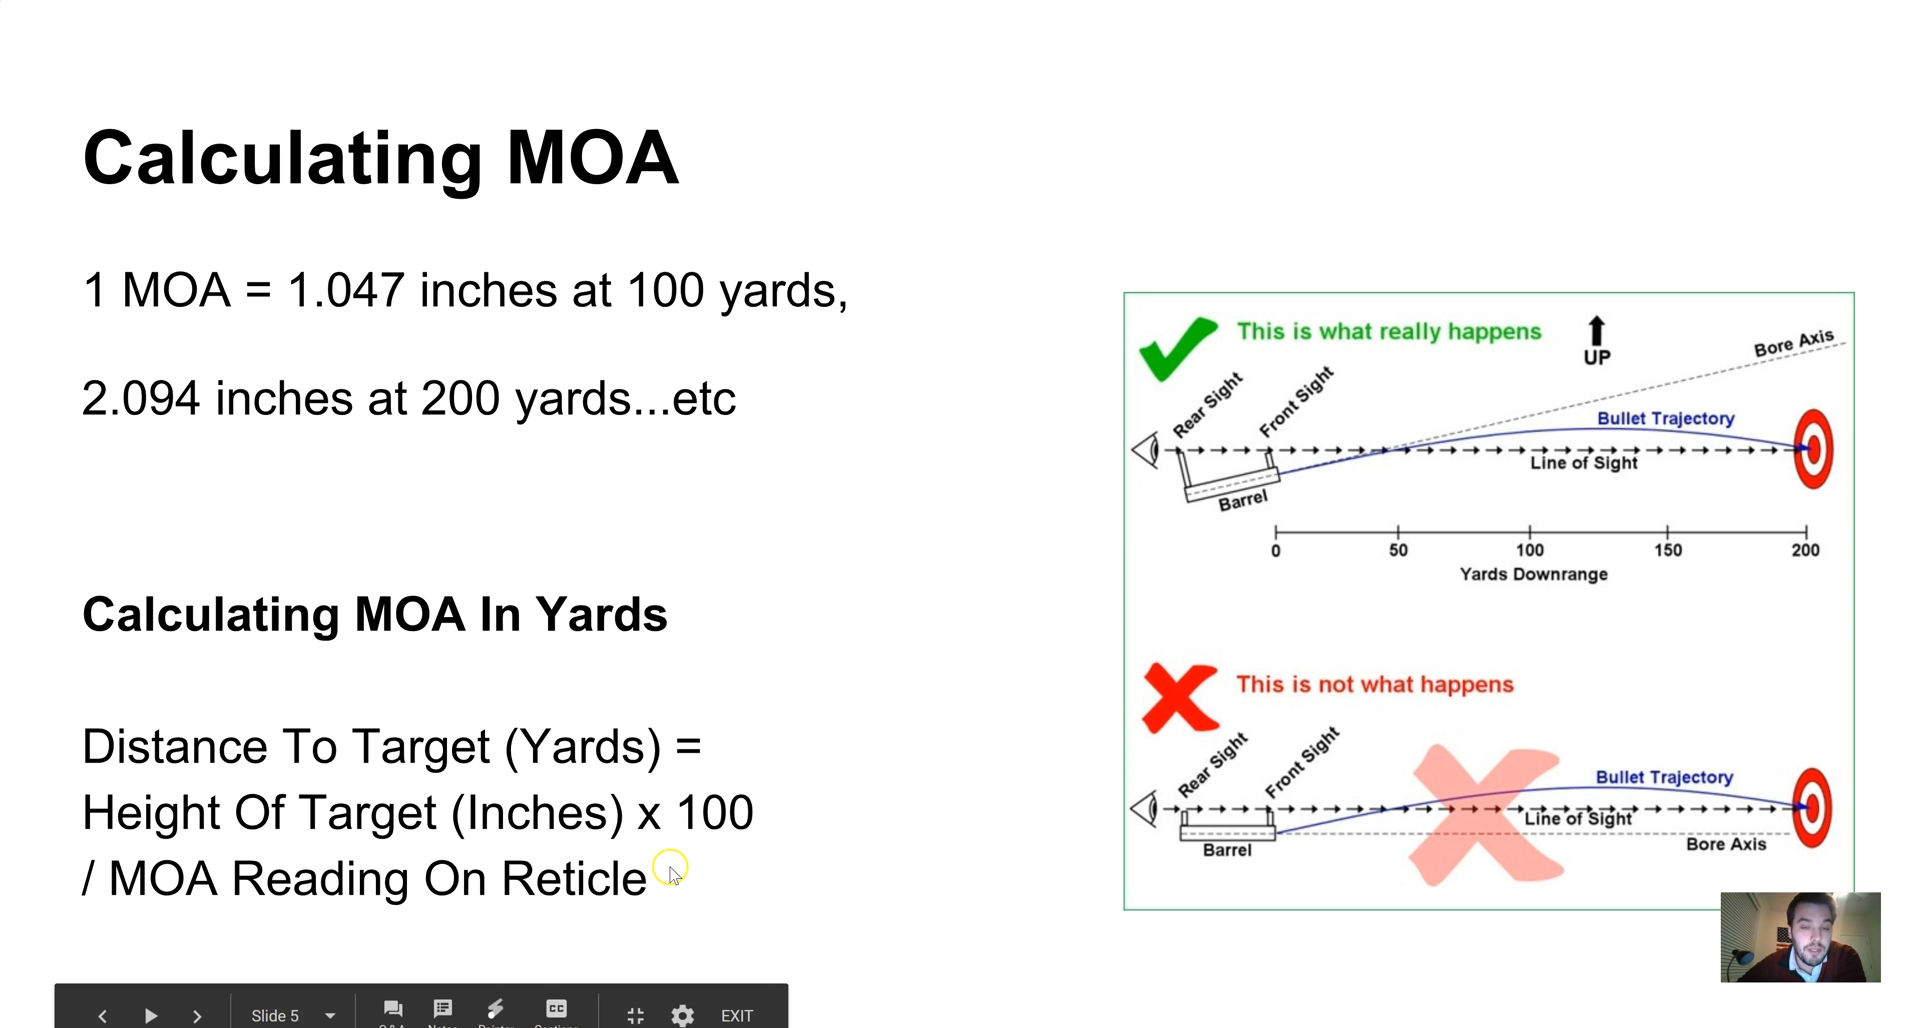 Calculating MOA
1 MOA = 1.047 inches at 100 yards,
2.094 inches at 200 yards...etc
Calculating MOA In Yards
Distance To Target (Yards) =
Height Of Target (Inches) x 100
/ MOA Reading On Reticle
This is what really happens
UP
Bore Axis
Rear Sight
Front Sight
Bullet Trajectory
Line of Sight
Barrel
0 50 100 150 200
Yards Downrange
This is not what happens
Rear Sight
Front Sight
Bullet Trajectory
Line of Sight
Barrel
Bore Axis
Slide 5
CC
EXIT